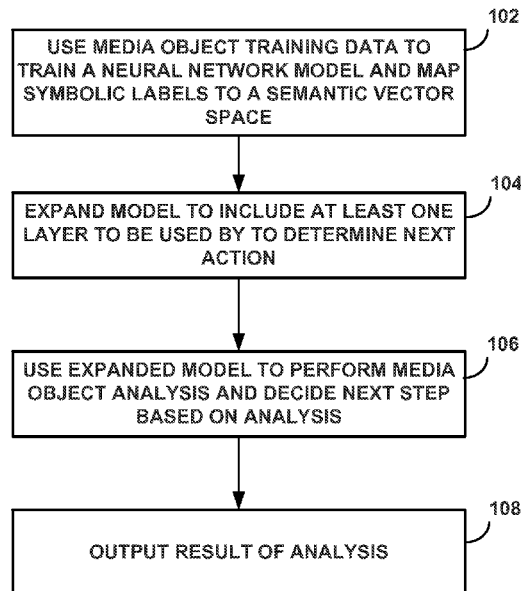 102
USE MEDIA OBJECT TRAINING DATA TO
TRAIN A NEURAL NETWORK MODEL AND MAP
SYMBOLIC LABELS TO A SEMANTIC VECTOR
SPACE
104
EXPAND MODEL TO INCLUDE AT LEAST ONE
LAYER TO BE USED BY TO DETERMINE NEXT
ACTION
106
USE EXPANDED MODEL TO PERFORM MEDIA
OBJECT ANALYSIS AND DECIDE NEXT STEP
BASED ON ANALYSIS
108
OUTPUT RESULT OF ANALYSIS